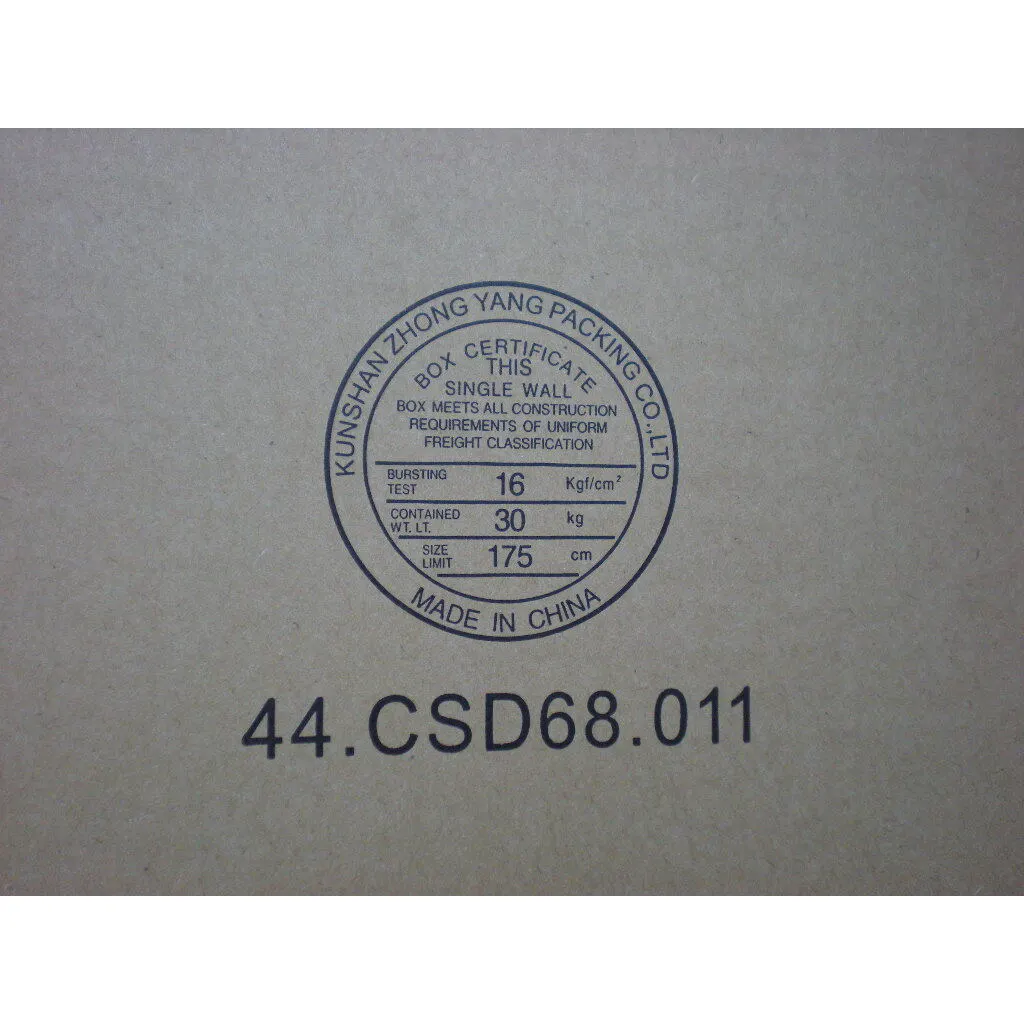 KUNSHAN ZHONG YANG PACKING CO.,LTD
BOX CERTIFICATE
THIS
SINGLE WALL
BOX MEETS ALL CONSTRUCTION
REQUIREMENTS OF UNIFORM
FREIGHT CLASSIFICATION
BURSTING TEST 16 Kgf/cm²
CONTAINED WT. LT. 30 kg
SIZE LIMIT 175 cm
MADE IN CHINA
44.CSD68.011